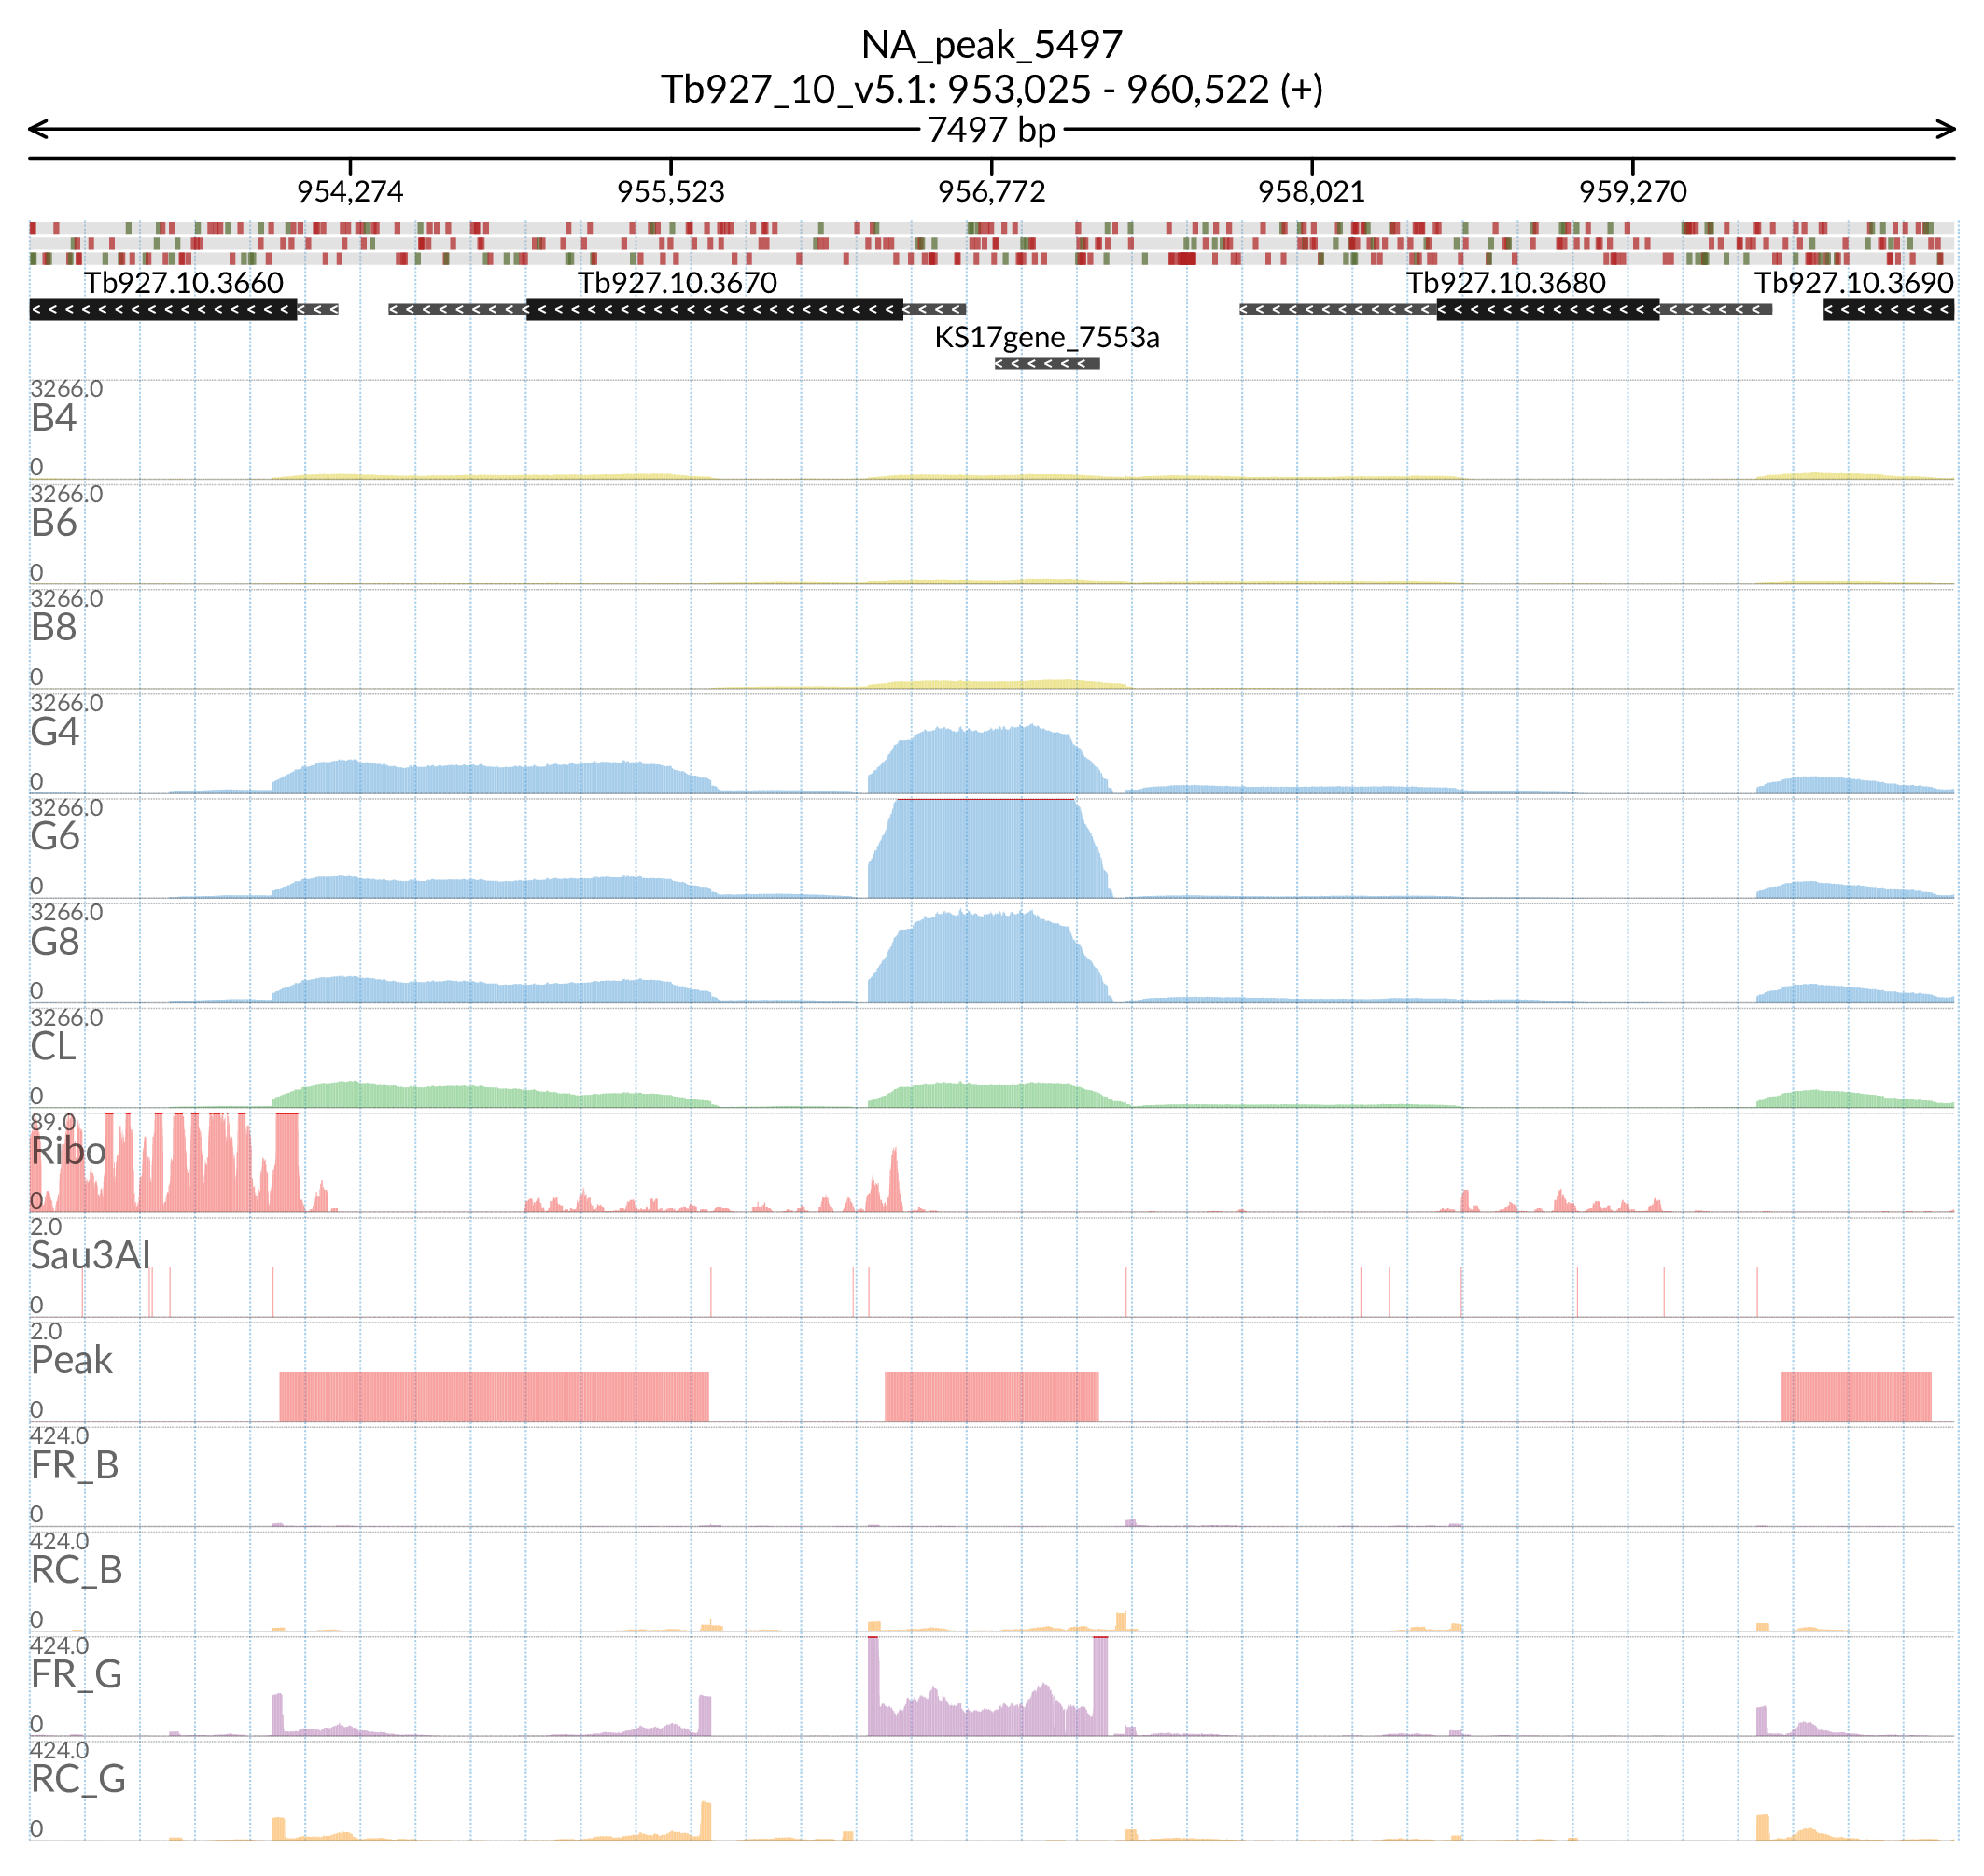 NA_peak_5497
Tb927_10_v5.1: 953,025 - 960,522 (+)
7497 bp
954,274 955,523 956,772 958,021 959,270
Tb927.10.3660 Tb927.10.3670 Tb927.10.3680 Tb927.10.3690
KS17gene_7553a
3266.0
B4
0
3266.0
B6
0
3266.0
B8
0
3266.0
G4
0
3266.0
G6
0
3266.0
G8
0
3266.0
CL
0
89.0
Ribo
0
2.0
Sau3AI
0
2.0
Peak
0
424.0
FR_B
0
424.0
RC_B
0
424.0
FR_G
0
424.0
RC_G
0